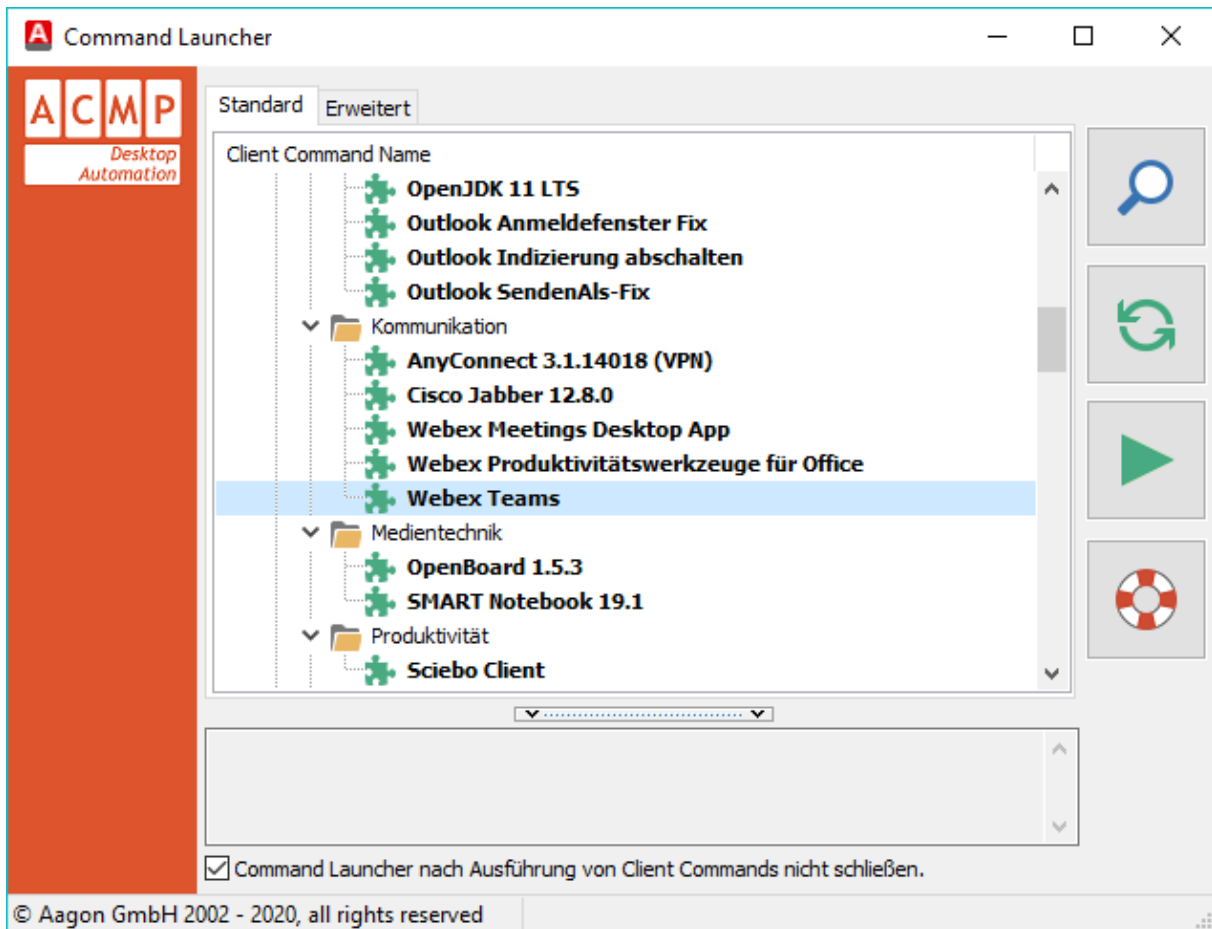 Command Launcher
ACMP
Desktop
Automation
Standard
Erweitert
Client Command Name
OpenJDK 11 LTS
Outlook Anmeldefenster Fix
Outlook Indizierung abschalten
Outlook SendenAls-Fix
Kommunikation
AnyConnect 3.1.14018 (VPN)
Cisco Jabber 12.8.0
Webex Meetings Desktop App
Webex Produktivitätswerkzeuge für Office
Webex Teams
Medientechnik
OpenBoard 1.5.3
SMART Notebook 19.1
Produktivität
Sciebo Client
Command Launcher nach Ausführung von Client Commands nicht schließen.
© Aagon GmbH 2002 - 2020, all rights reserved